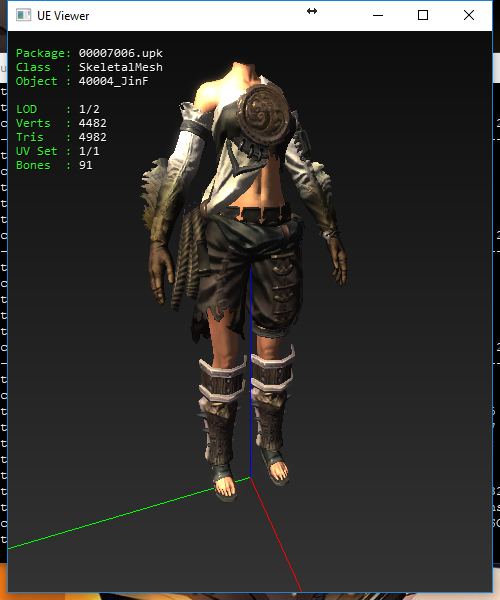 UE Viewer
Package: 00007006.upk
Class : SkeletalMesh
Object : 40004_JinF
LOD : 1/2
Verts : 4482
Tris : 4982
UV Set : 1/1
Bones : 91